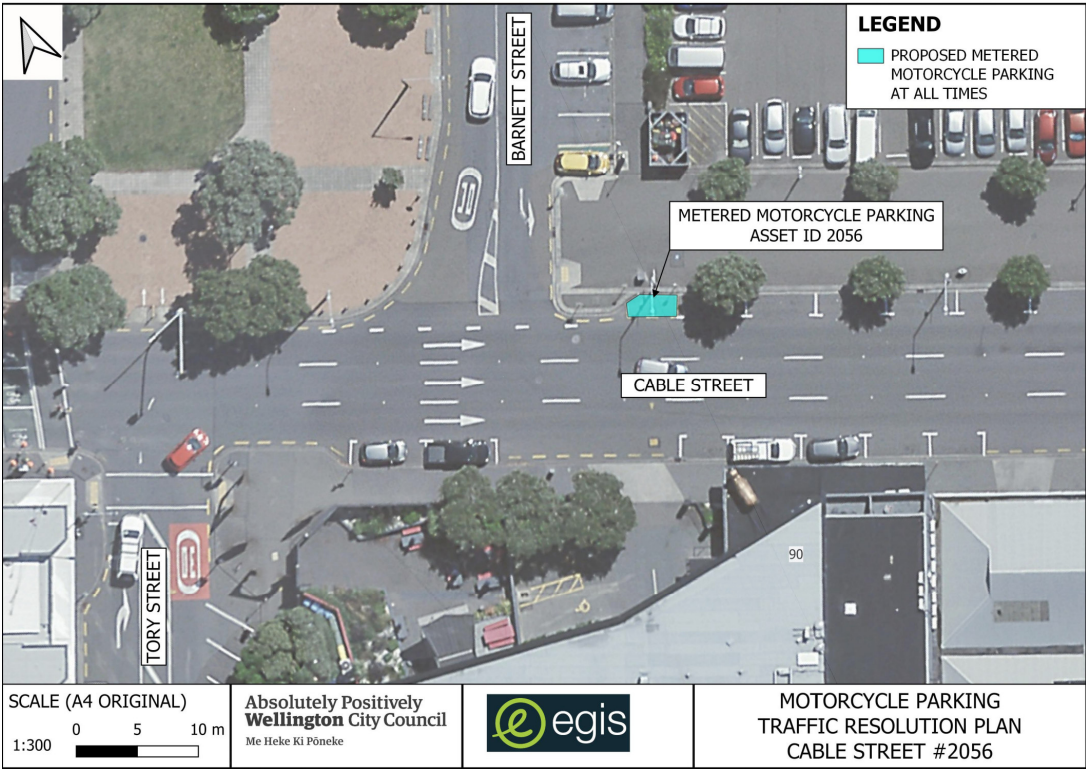 LEGEND
PROPOSED METERED
MOTORCYCLE PARKING
AT ALL TIMES
BARNETT STREET
METERED MOTORCYCLE PARKING
ASSET ID 2056
CABLE STREET
TORY STREET
90
SCALE (A4 ORIGINAL)
0 5 10 m
1:300
Absolutely Positively
Wellington City Council
Me Heke Ki Pōneke
egis
MOTORCYCLE PARKING
TRAFFIC RESOLUTION PLAN
CABLE STREET #2056